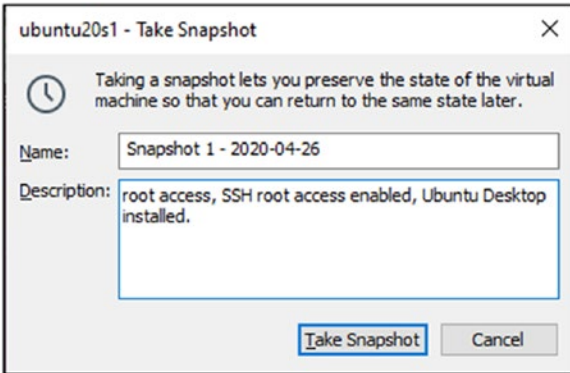 ubuntu20s1 - Take Snapshot
Taking a snapshot lets you preserve the state of the virtual
machine so that you can return to the same state later.
Name:
Snapshot 1 - 2020-04-26
Description:
root access, SSH root access enabled, Ubuntu Desktop
installed.
Take Snapshot
Cancel